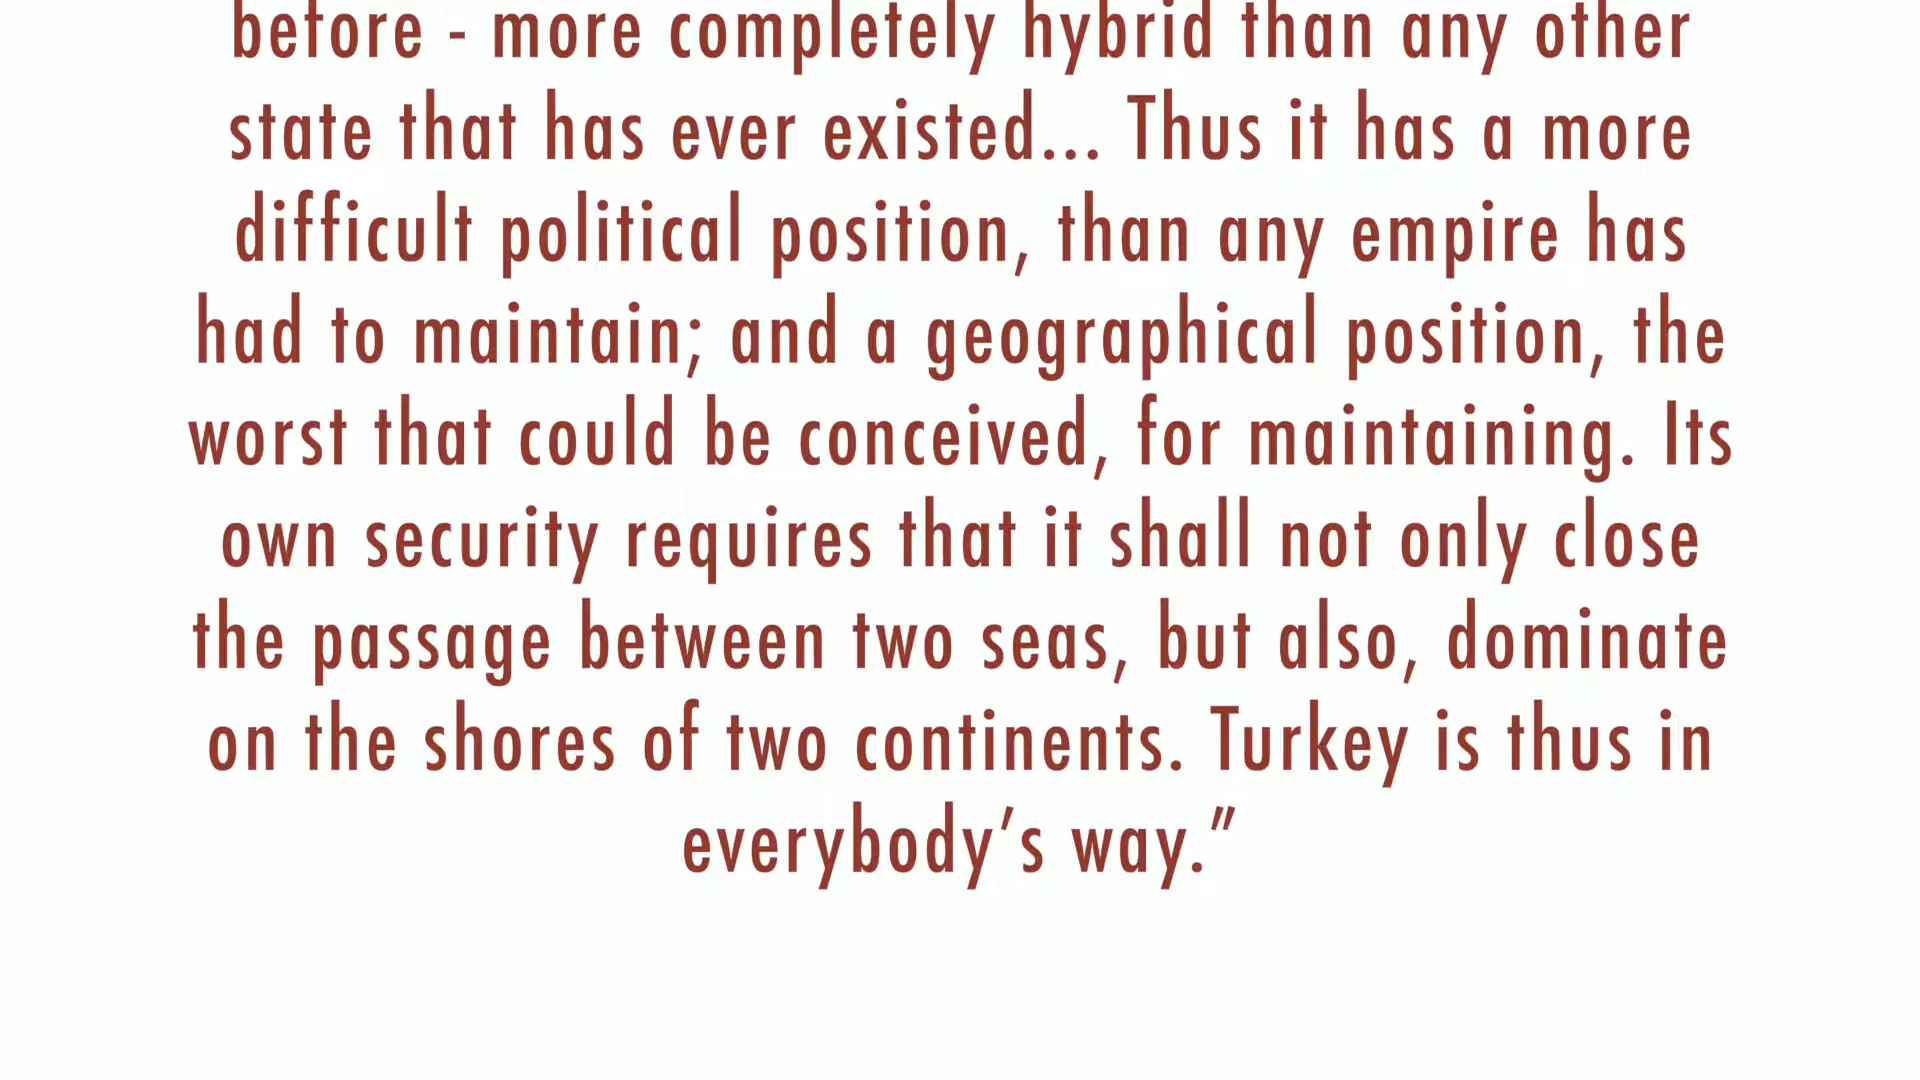 before - more completely hybrid than any other
state that has ever existed... Thus it has a more
difficult political position, than any empire has
had to maintain; and a geographical position, the
worst that could be conceived, for maintaining. Its
own security requires that it shall not only close
the passage between two seas, but also, dominate
on the shores of two continents. Turkey is thus in
everybody’s way.”